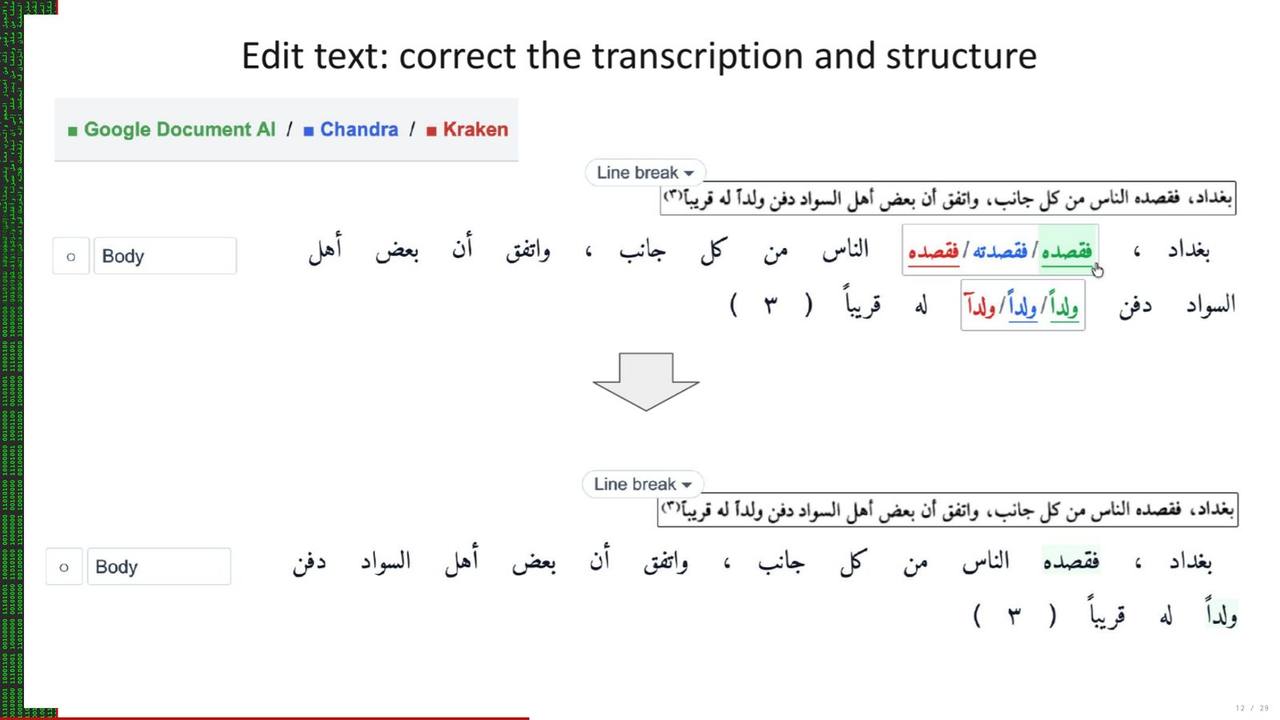 Edit text: correct the transcription and structure
■ Google Document AI / ■ Chandra / ■ Kraken
Line break
بغداد، فقصده الناس من كل جانب، واتفق أن بعض أهل السواد دفن ولداً له قريباً(٣)
Body
بغداد ، فقصده/فقصدته/فقصده الناس من كل جانب ، واتفق أن بعض أهل
السواد دفن ولداً/ولداً/ولدآ له قريباً ( ٣ )
Line break
بغداد، فقصده الناس من كل جانب، واتفق أن بعض أهل السواد دفن ولداً له قريباً(٣)
Body
بغداد ، فقصده الناس من كل جانب ، واتفق أن بعض أهل السواد دفن
ولداً له قريباً ( ٣ )
12 / 29